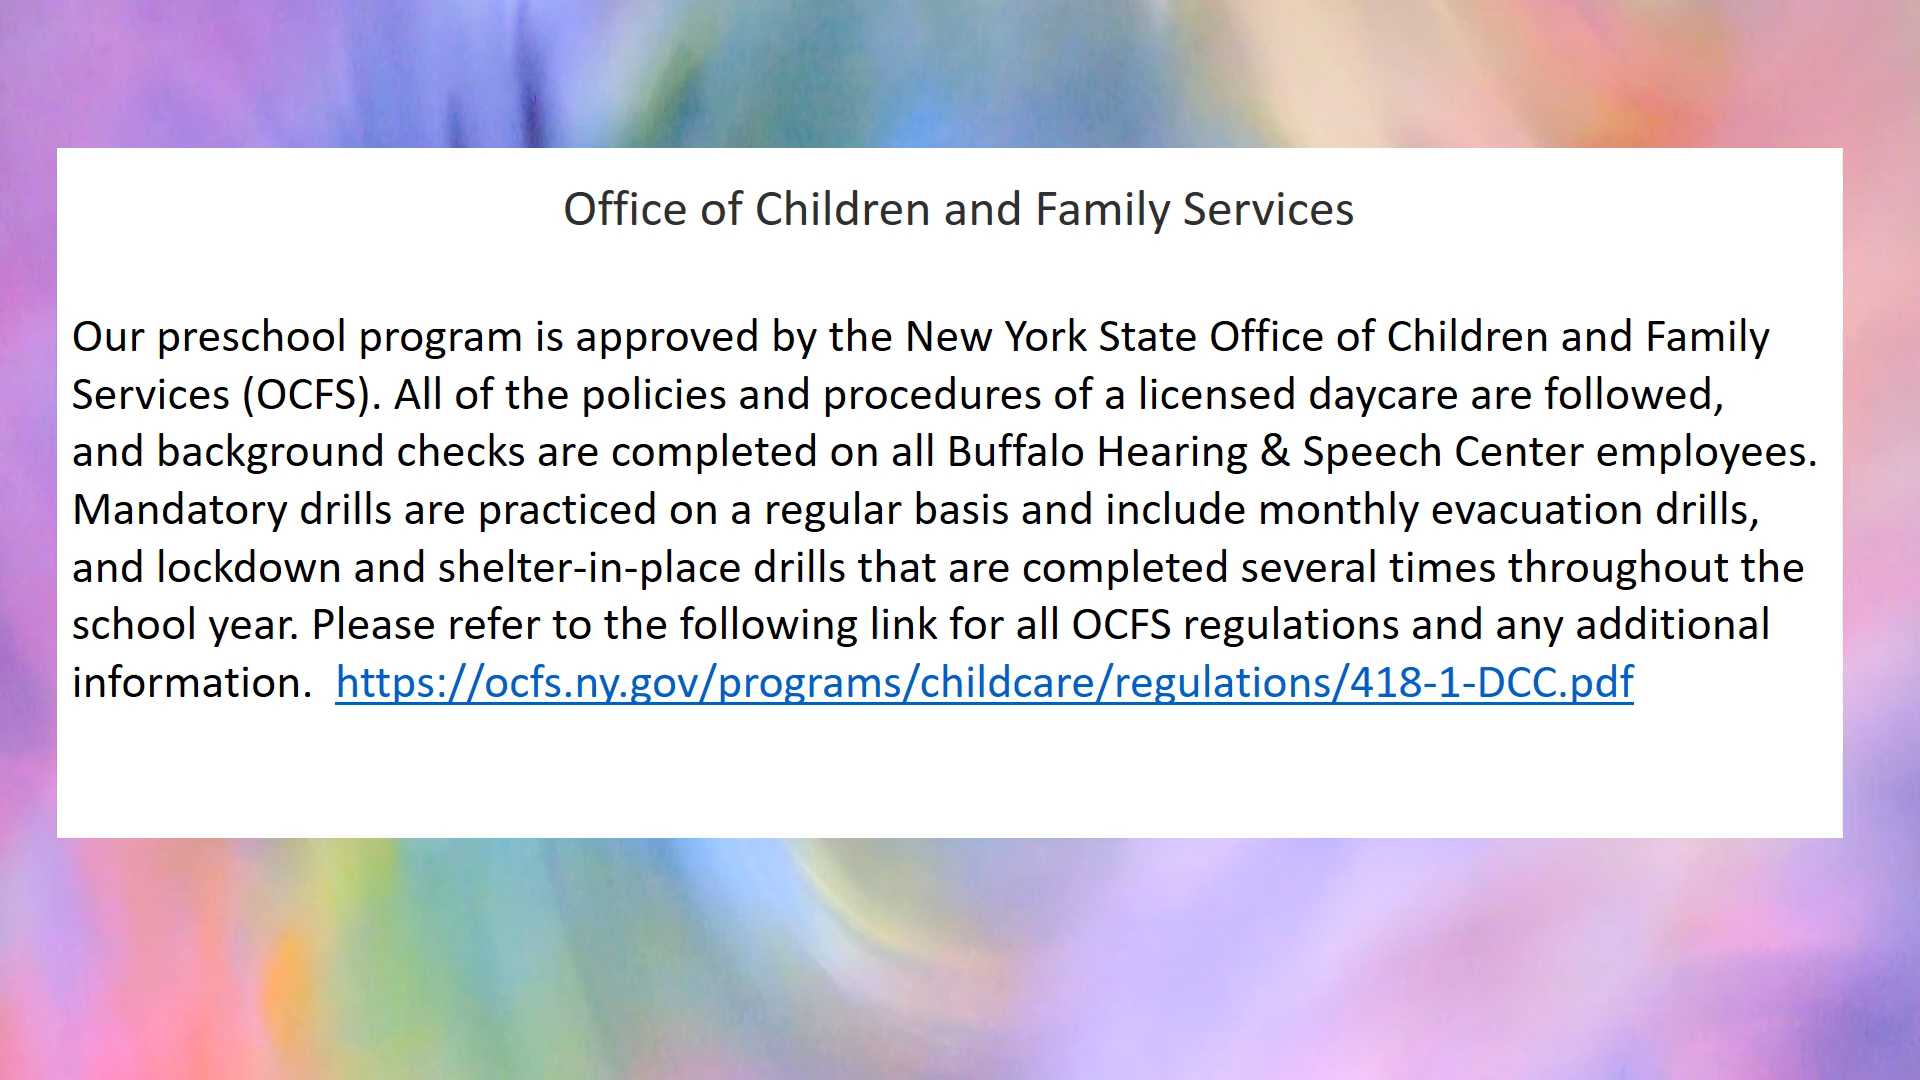 Office of Children and Family Services
Our preschool program is approved by the New York State Office of Children and Family
Services (OCFS). All of the policies and procedures of a licensed daycare are followed,
and background checks are completed on all Buffalo Hearing & Speech Center employees.
Mandatory drills are practiced on a regular basis and include monthly evacuation drills,
and lockdown and shelter-in-place drills that are completed several times throughout the
school year. Please refer to the following link for all OCFS regulations and any additional
information. https://ocfs.ny.gov/programs/childcare/regulations/418-1-DCC.pdf